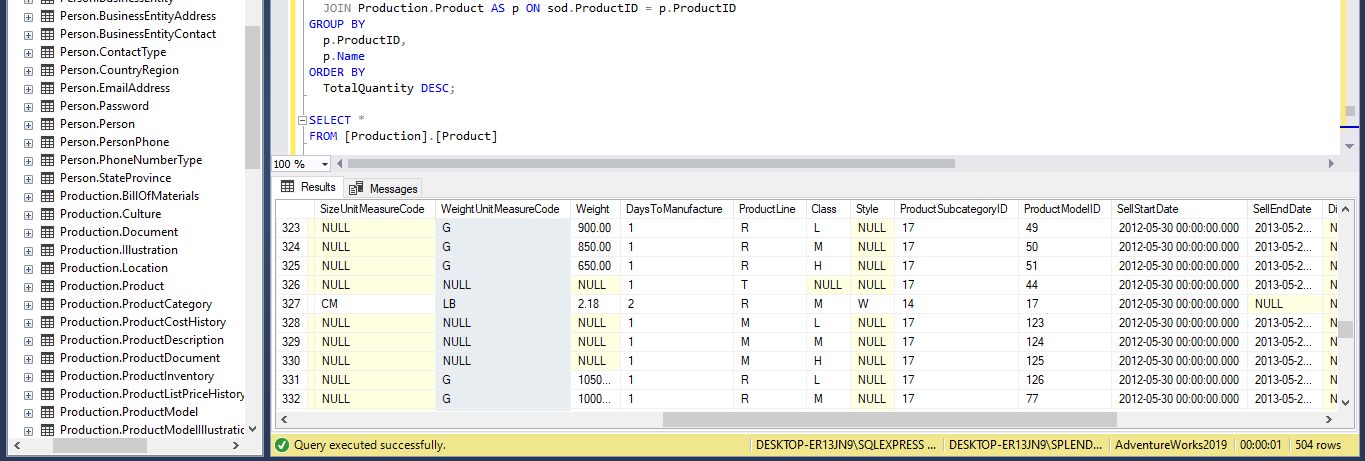 Person.BusinessEntity
Person.BusinessEntityAddress
Person.BusinessEntityContact
Person.ContactType
Person.CountryRegion
Person.EmailAddress
Person.Password
Person.Person
Person.PersonPhone
Person.PhoneNumberType
Person.StateProvince
Production.BillOfMaterials
Production.Culture
Production.Document
Production.Illustration
Production.Location
Production.Product
Production.ProductCategory
Production.ProductCostHistory
Production.ProductDescription
Production.ProductDocument
Production.ProductInventory
Production.ProductListPriceHistory
Production.ProductModel
Production.ProductModelIllustratic
JOIN Production.Product AS p ON sod.ProductID = p.ProductID
GROUP BY
p.ProductID,
p.Name
ORDER BY
TotalQuantity DESC;
SELECT *
FROM [Production].[Product]
100 %
Results Messages
SizeUnitMeasureCode WeightUnitMeasureCode Weight DaysToManufacture ProductLine Class Style ProductSubcategoryID ProductModelID SellStartDate SellEndDate Di
323 NULL G 900.00 1 R L NULL 17 49 2012-05-30 00:00:00.000 2013-05-2... N
324 NULL G 850.00 1 R M NULL 17 50 2012-05-30 00:00:00.000 2013-05-2... N
325 NULL G 650.00 1 R H NULL 17 51 2012-05-30 00:00:00.000 2013-05-2... N
326 NULL NULL NULL 1 T NULL NULL 17 44 2012-05-30 00:00:00.000 2013-05-2... N
327 CM LB 2.18 2 R M W 14 17 2012-05-30 00:00:00.000 NULL N
328 NULL NULL NULL 1 M L NULL 17 123 2012-05-30 00:00:00.000 2013-05-2... N
329 NULL NULL NULL 1 M M NULL 17 124 2012-05-30 00:00:00.000 2013-05-2... N
330 NULL NULL NULL 1 M H NULL 17 125 2012-05-30 00:00:00.000 2013-05-2... N
331 NULL G 1050... 1 R L NULL 17 126 2012-05-30 00:00:00.000 2013-05-2... N
332 NULL G 1000... 1 R M NULL 17 77 2012-05-30 00:00:00.000 2013-05-2... N
Query executed successfully. DESKTOP-ER13JN9\SQLEXPRESS ... DESKTOP-ER13JN9\SPLEND... AdventureWorks2019 00:00:01 504 rows